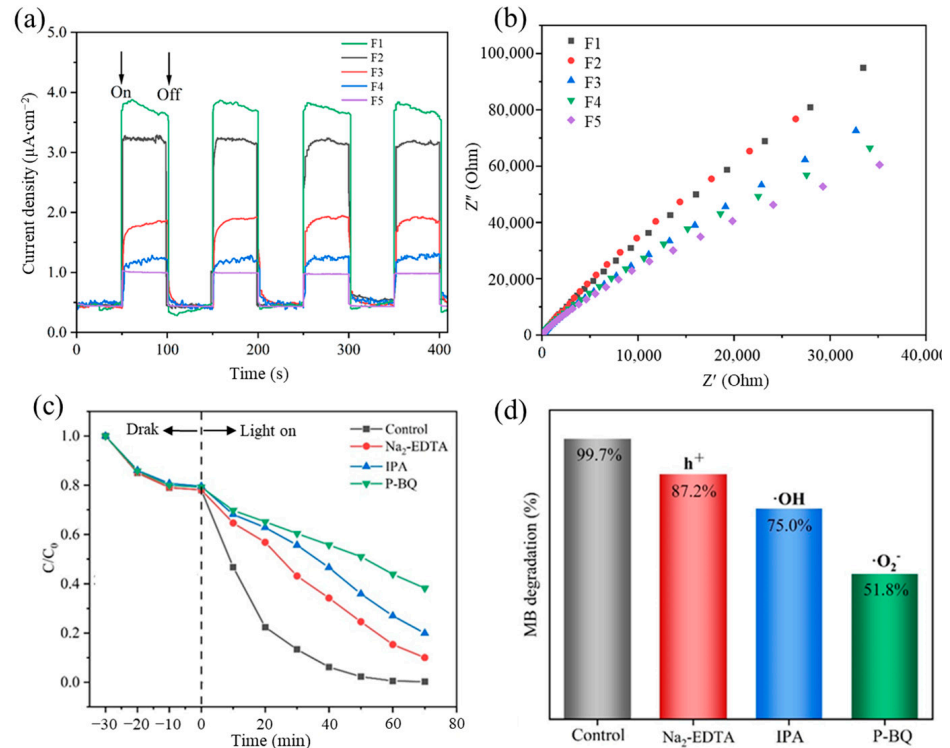 (a)
5.0
4.0
3.0
2.0
1.0
0.0
Current density (μA·cm⁻²)
On
Off
F1
F2
F3
F4
F5
0
100
200
300
400
Time (s)
(b)
100,000
80,000
60,000
40,000
20,000
0
Z″ (Ohm)
F1
F2
F3
F4
F5
0
10,000
20,000
30,000
40,000
Z′ (Ohm)
(c)
1.0
0.8
0.6
0.4
0.2
0.0
C/C₀
Drak
Light on
Control
Na₂-EDTA
IPA
P-BQ
−30
−20
−10
0
20
40
60
80
Time (min)
(d)
MB degradation (%)
99.7%
h⁺
87.2%
·OH
75.0%
·O₂⁻
51.8%
Control
Na₂-EDTA
IPA
P-BQ